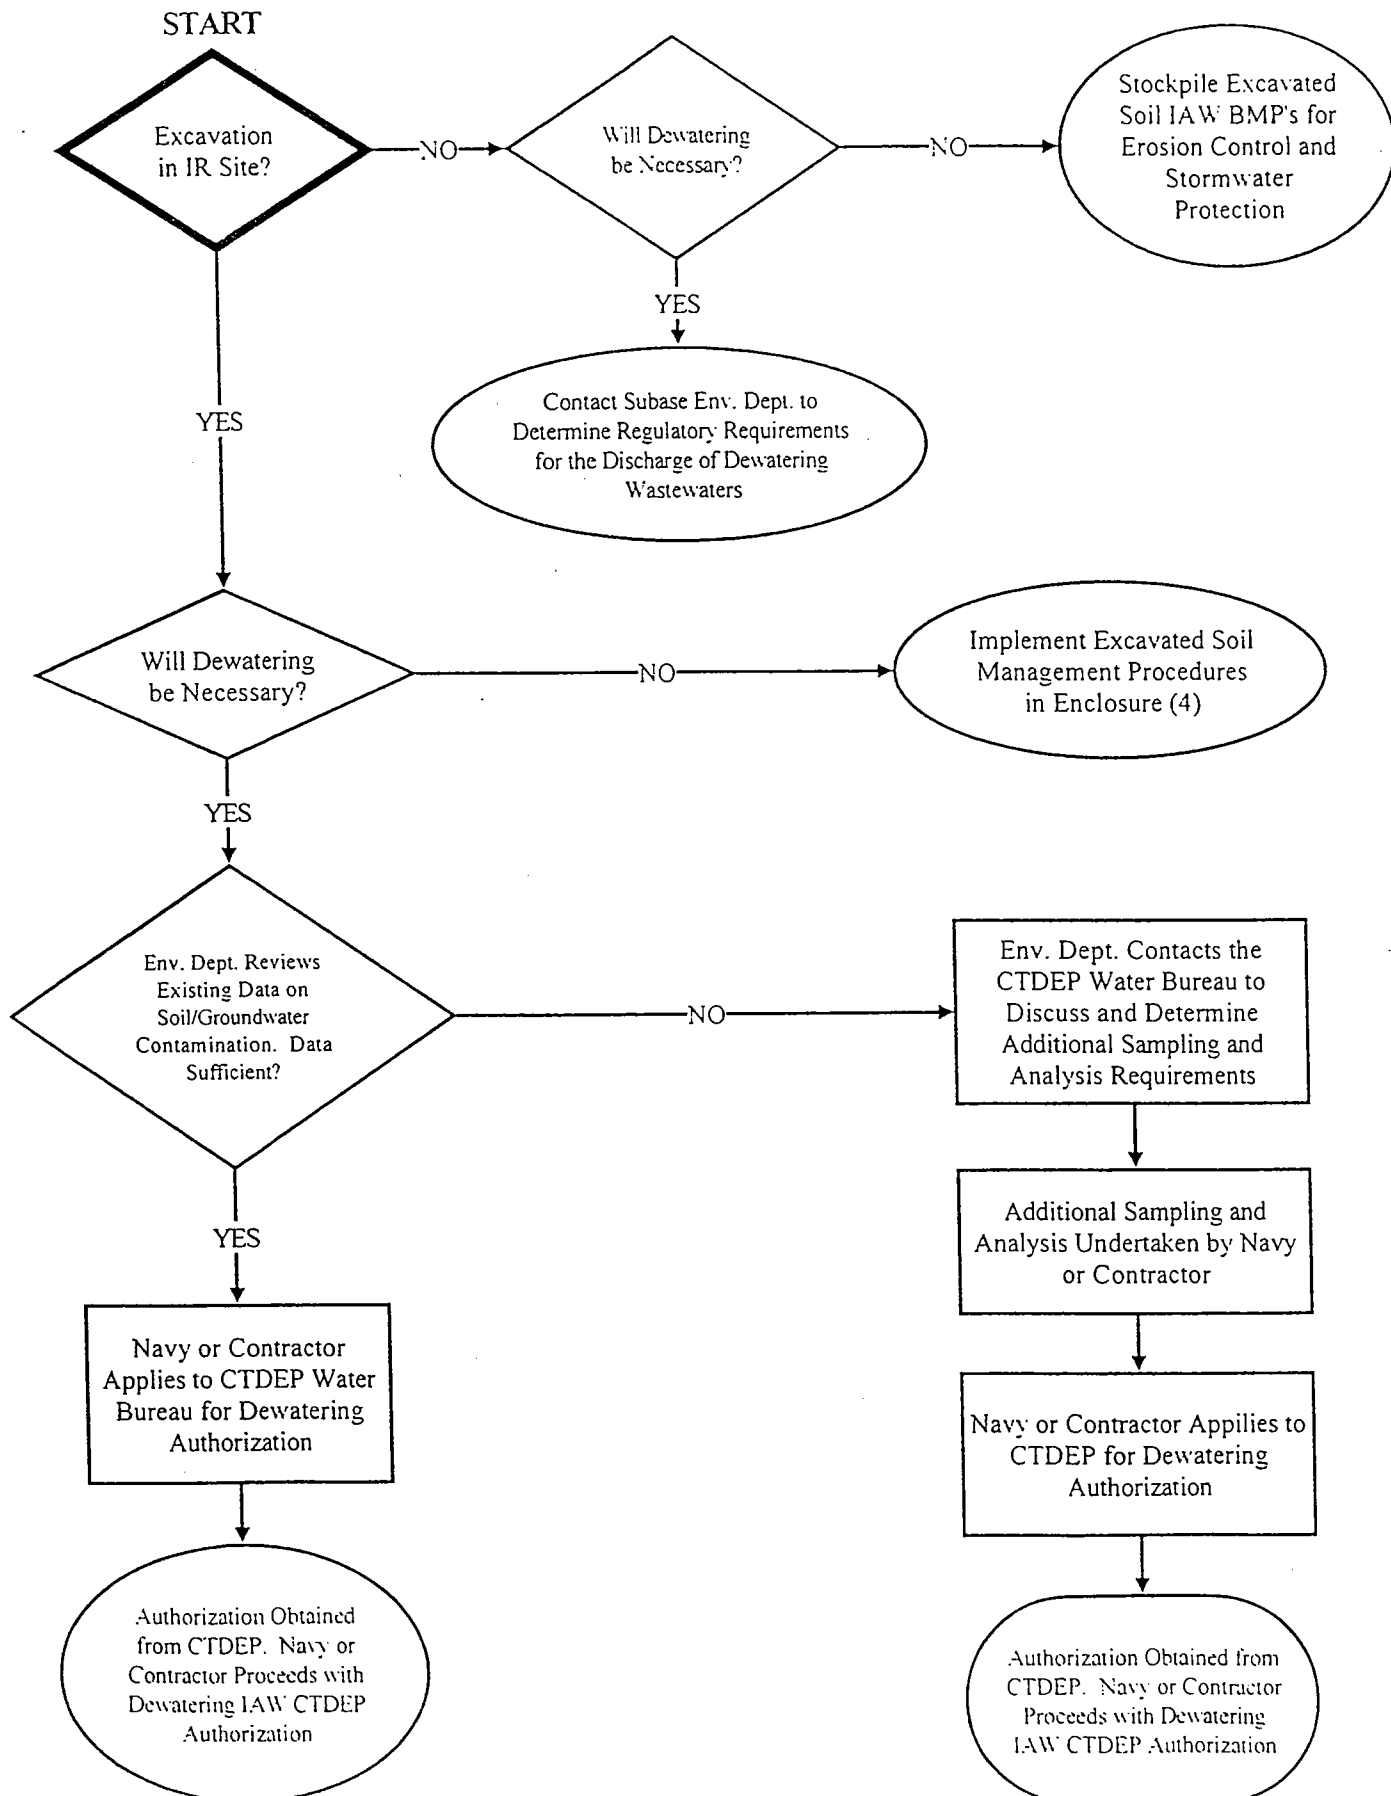 START
Excavation
in IR Site?
NO
Will Dewatering
be Necessary?
NO
Stockpile Excavated
Soil IAW BMP's for
Erosion Control and
Stormwater
Protection
YES
Contact Subase Env. Dept. to
Determine Regulatory Requirements
for the Discharge of Dewatering
Wastewaters
YES
Will Dewatering
be Necessary?
NO
Implement Excavated Soil
Management Procedures
in Enclosure (4)
YES
Env. Dept. Reviews
Existing Data on
Soil/Groundwater
Contamination. Data
Sufficient?
NO
Env. Dept. Contacts the
CTDEP Water Bureau to
Discuss and Determine
Additional Sampling and
Analysis Requirements
Additional Sampling and
Analysis Undertaken by Navy
or Contractor
YES
Navy or Contractor
Applies to CTDEP Water
Bureau for Dewatering
Authorization
Navy or Contractor Appilies to
CTDEP for Dewatering
Authorization
Authorization Obtained
from CTDEP. Navy or
Contractor Proceeds with
Dewatering IAW CTDEP
Authorization
Authorization Obtained from
CTDEP. Navy or Contractor
Proceeds with Dewatering
IAW CTDEP Authorization